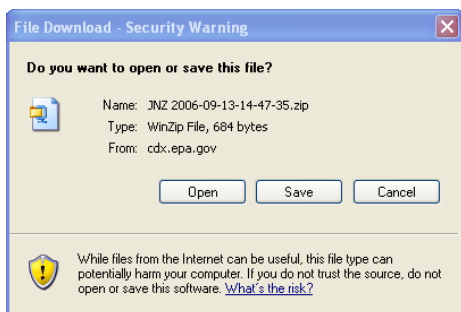 File Download - Security Warning
Do you want to open or save this file?
Name: JNZ 2006-09-13-14-47-35.zip
Type: WinZip File, 684 bytes
From: cdx.epa.gov
Open Save Cancel
While files from the Internet can be useful, this file type can
potentially harm your computer. If you do not trust the source, do not
open or save this software. What's the risk?